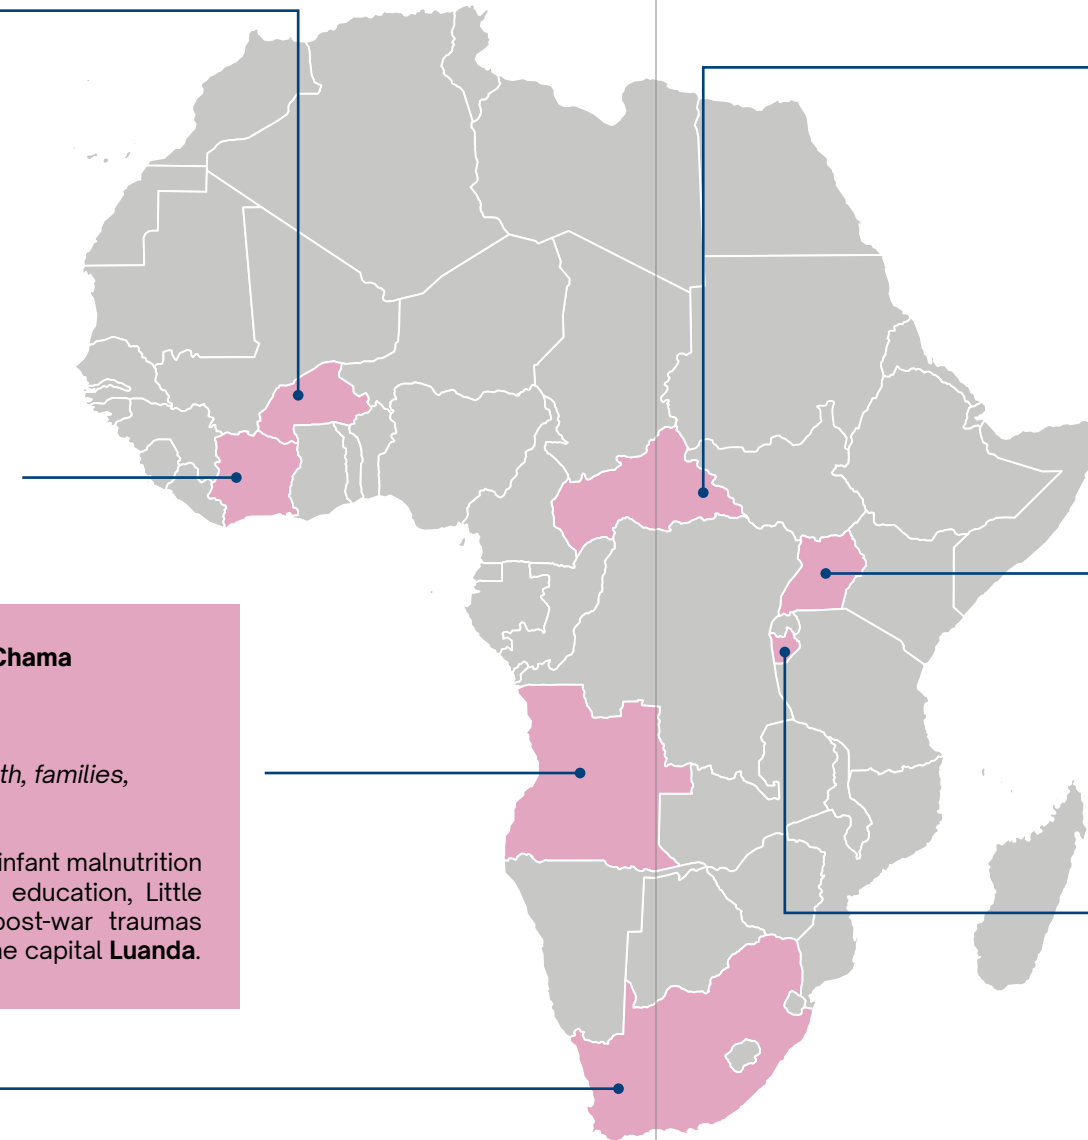 Chama
th, families,
infant malnutrition
education, Little
post-war traumas
he capital Luanda.